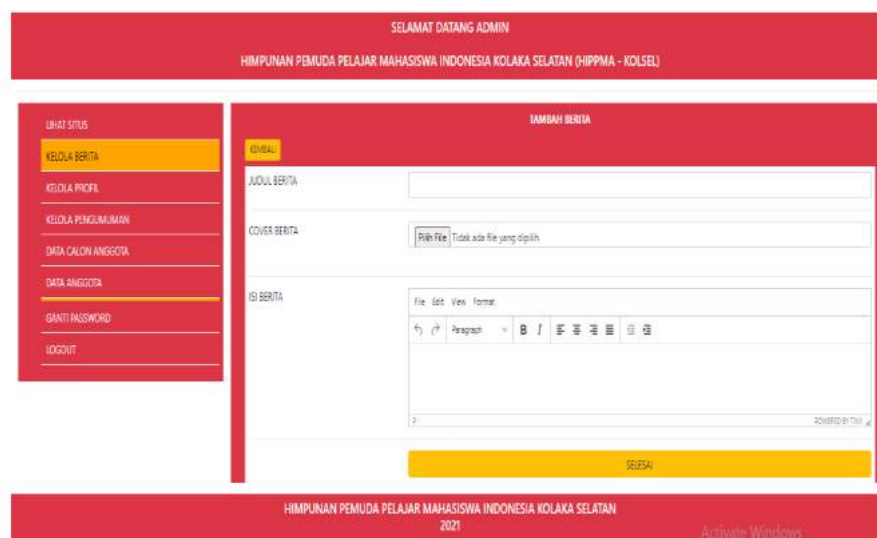 SELAMAT DATANG ADMIN
HIMPUNAN PEMUDA PELAJAR MAHASISWA INDONESIA KOLAKA SELATAN (HIPPMA - KOLSEL)
LIHAT SITUS
KELOLA BERITA
KELOLA PROFIL
KELOLA PENGUMUMAN
DATA CALON ANGGOTA
DATA ANGGOTA
GANTI PASSWORD
LOGOUT
TAMBAH BERITA
KEMBALI
JUDUL BERITA
COVER BERITA
Pilih File Tidak ada file yang dipilih
ISI BERITA
File Edit View Format
Paragraph B I
P
POWERED BY TINY
SELESAI
HIMPUNAN PEMUDA PELAJAR MAHASISWA INDONESIA KOLAKA SELATAN
2021
Activate Windows